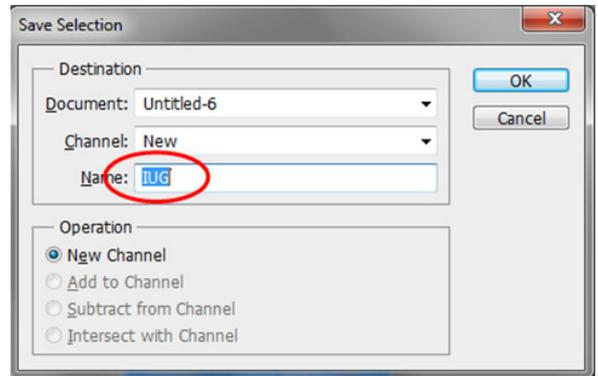 Save Selection
Destination
Document: Untitled-6
Channel: New
Name: IUG
OK
Cancel
Operation
New Channel
Add to Channel
Subtract from Channel
Intersect with Channel